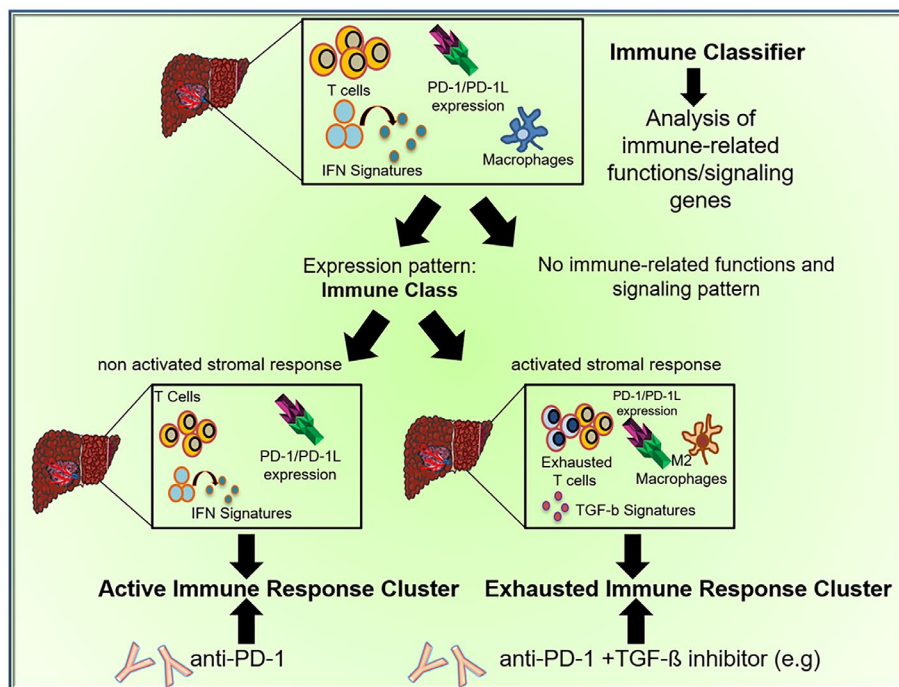 T cells
PD-1/PD-1L
expression
IFN Signatures
Macrophages
Immune Classifier
Analysis of
immune-related
functions/signaling
genes
Expression pattern:
Immune Class
No immune-related functions and
signaling pattern
non activated stromal response
T Cells
PD-1/PD-1L
expression
IFN Signatures
activated stromal response
PD-1/PD-1L
expression
Exhausted
T cells
M2
Macrophages
TGF-b Signatures
Active Immune Response Cluster
Exhausted Immune Response Cluster
anti-PD-1
anti-PD-1 +TGF-ß inhibitor (e.g)